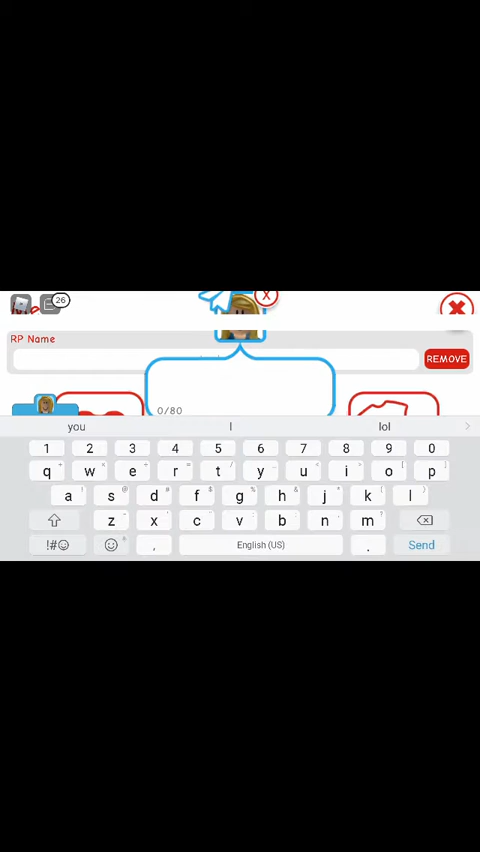 26
Me
X
RP Name
REMOVE
0/80
you I lol
1 2 3 4 5 6 7 8 9 0
q w e r t y u i o p
a s d f g h j k l
z x c v b n m
!#☺ , English (US) . Send